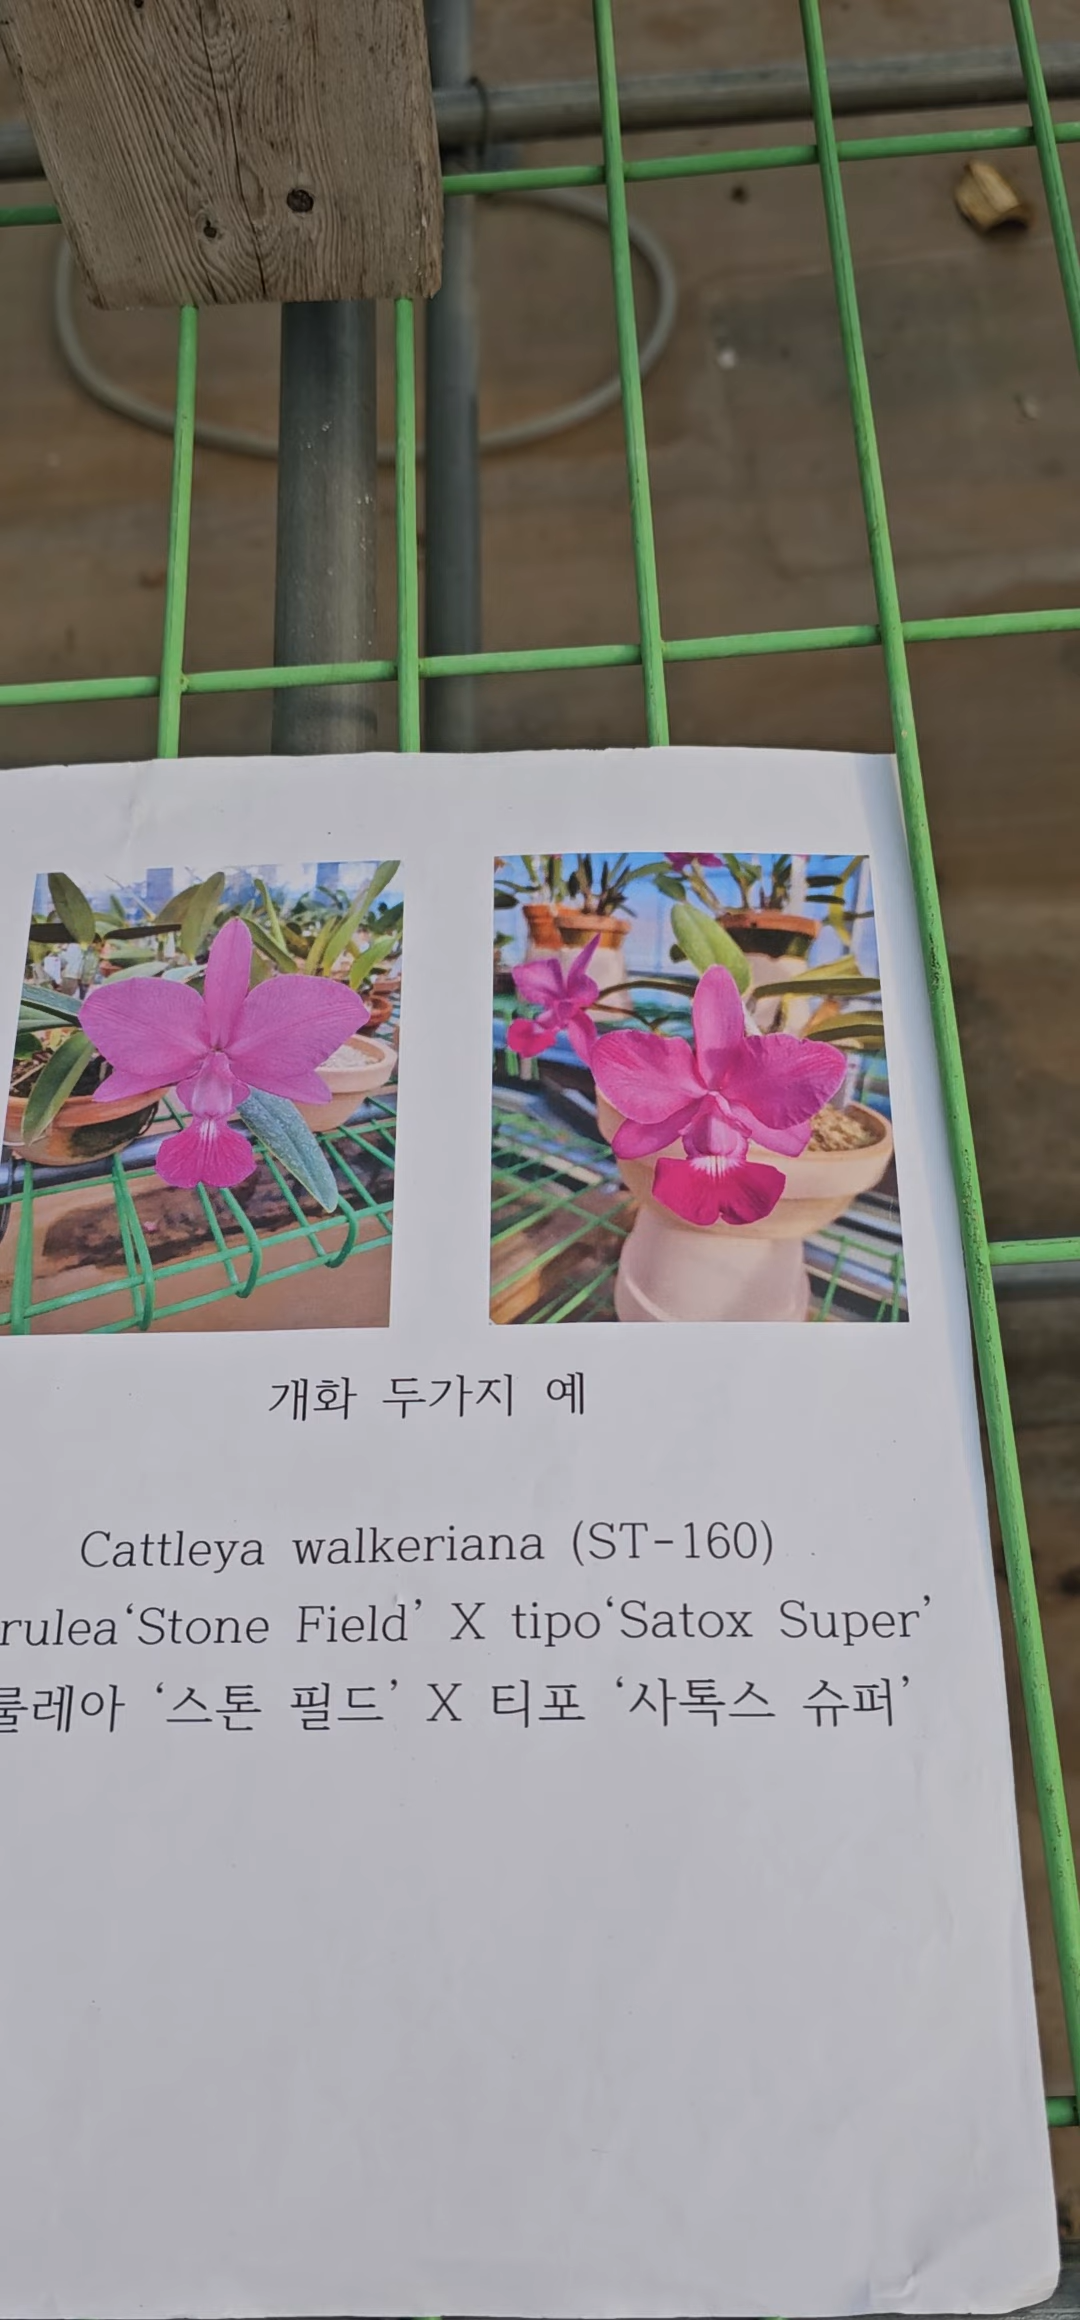 개화 두가지 예
Cattleya walkeriana (ST-160)
rulea‘Stone Field’ X tipo‘Satox Super’
룰레아 ‘스톤 필드’ X 티포 ‘사톡스 슈퍼’